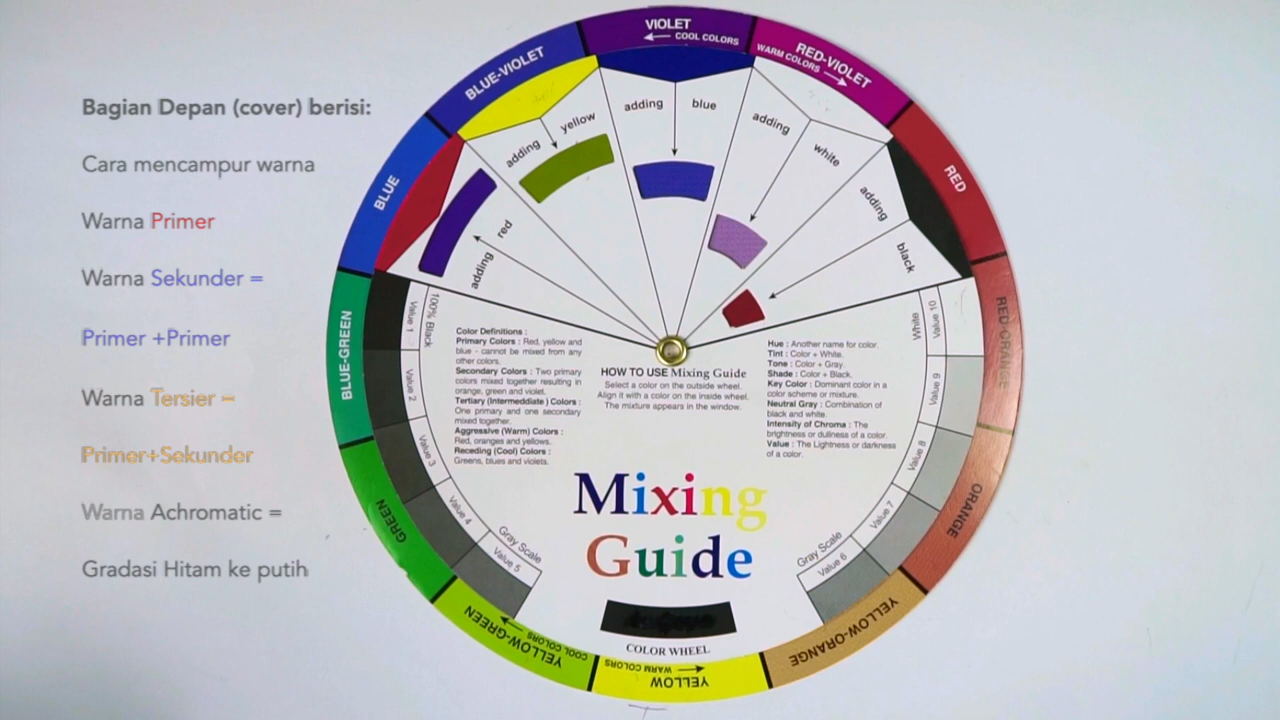 Bagian Depan (cover) berisi:
Cara mencampur warna
Warna Primer
Warna Sekunder =
Primer +Primer
Warna Tersier =
Primer+Sekunder
Warna Achromatic =
Gradasi Hitam ke putih
VIOLET
COOL COLORS
RED-VIOLET
WARM COLORS
RED
RED-ORANGE
ORANGE
YELLOW-ORANGE
YELLOW
WARM COLORS
YELLOW-GREEN
COOL COLORS
GREEN
BLUE-GREEN
BLUE
BLUE-VIOLET
adding red
adding yellow
adding blue
adding white
adding black
100% Black
Value 1
Value 2
Value 3
Value 4
Value 5
Gray Scale
White
Value 10
Value 9
Value 8
Value 7
Value 6
Gray Scale
Color Definitions :
Primary Colors : Red, yellow and
blue - cannot be mixed from any
other colors.
Secondary Colors : Two primary
colors mixed together resulting in
orange, green and violet.
Tertiary (Intermeddiate ) Colors :
One primary and one secondary
mixed together.
Aggressive (Warm) Colors :
Red, oranges and yellows.
Receding (Cool) Colors :
Greens, blues and violets.
HOW TO USE Mixing Guide
Select a color on the outside wheel.
Align it with a color on the inside wheel.
The mixture appears in the window.
Hue : Another name for color.
Tint : Color + White.
Tone : Color + Gray.
Shade : Color + Black.
Key Color : Dominant color in a
color scheme or mixture.
Neutral Gray : Combination of
black and white.
Intensity of Chroma : The
brightness or dullness of a color.
Value : The Lightness or darkness
of a color.
Mixing
Guide
COLOR WHEEL